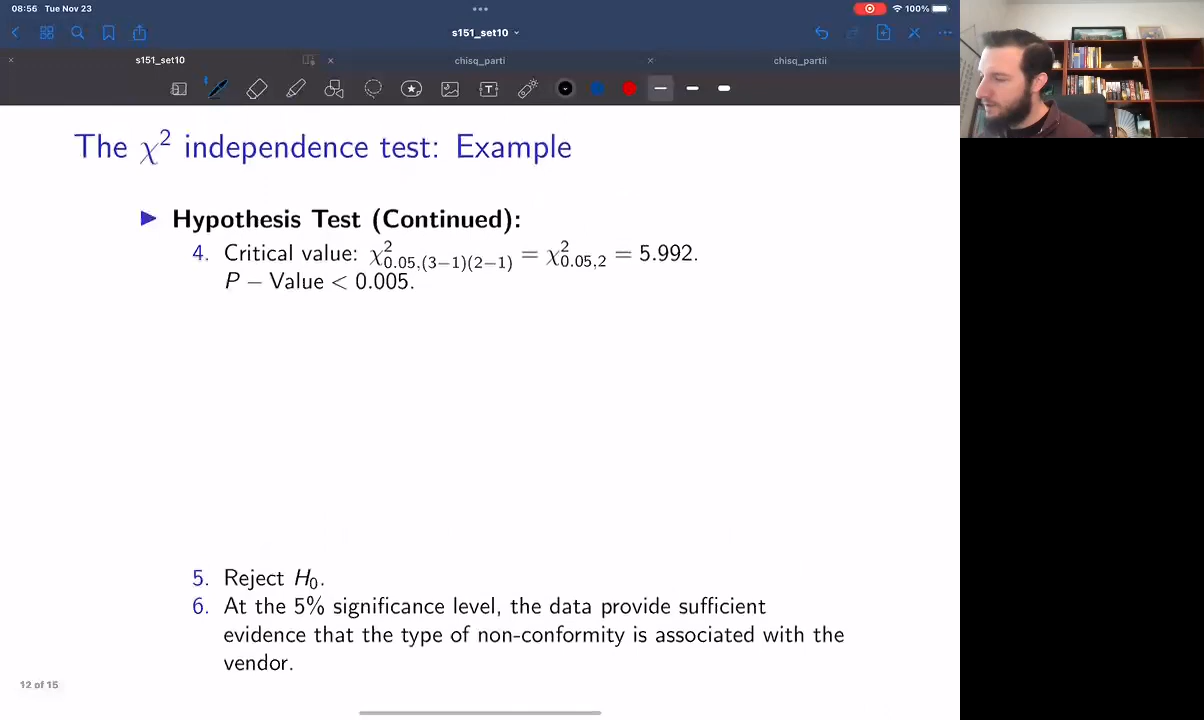 08:56 Tue Nov 23
100%
s151_set10
s151_set10
chisq_parti
chisq_partii
The χ² independence test: Example
Hypothesis Test (Continued):
4. Critical value: χ²₀.₀₅,₍₃₋₁₎₍₂₋₁₎ = χ²₀.₀₅,₂ = 5.992.
P − Value < 0.005.
5. Reject H₀.
6. At the 5% significance level, the data provide sufficient
evidence that the type of non-conformity is associated with the
vendor.
12 of 15